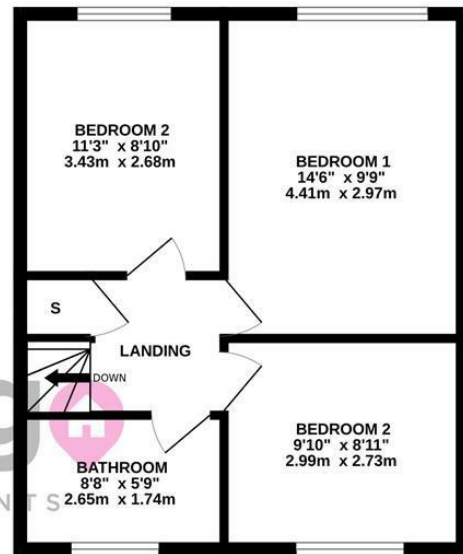 BEDROOM 2
11'3" x 8'10"
3.43m x 2.68m
BEDROOM 1
14'6" x 9'9"
4.41m x 2.97m
S
LANDING
DOWN
BEDROOM 2
9'10" x 8'11"
2.99m x 2.73m
BATHROOM
8'8" x 5'9"
2.65m x 1.74m
g
NTS